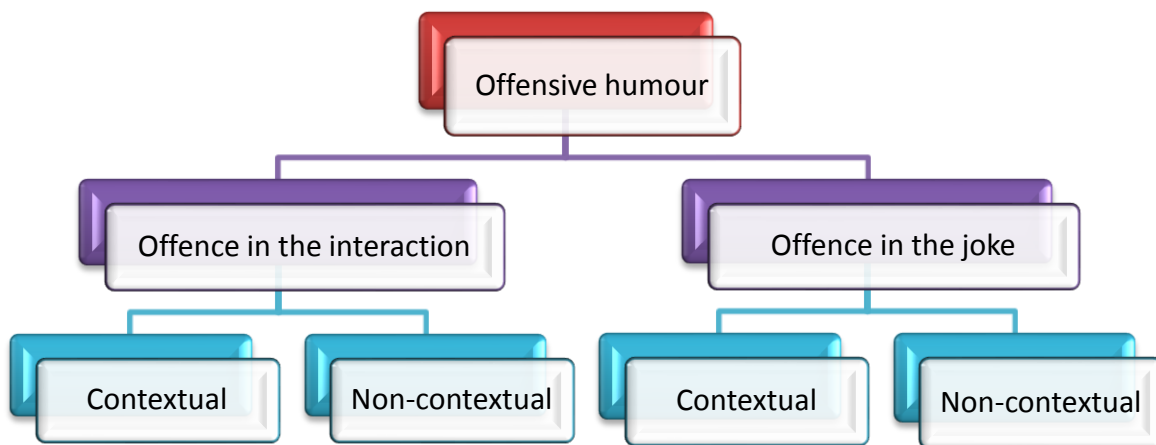 Offensive humour
Offence in the interaction
Offence in the joke
Contextual
Non-contextual
Contextual
Non-contextual